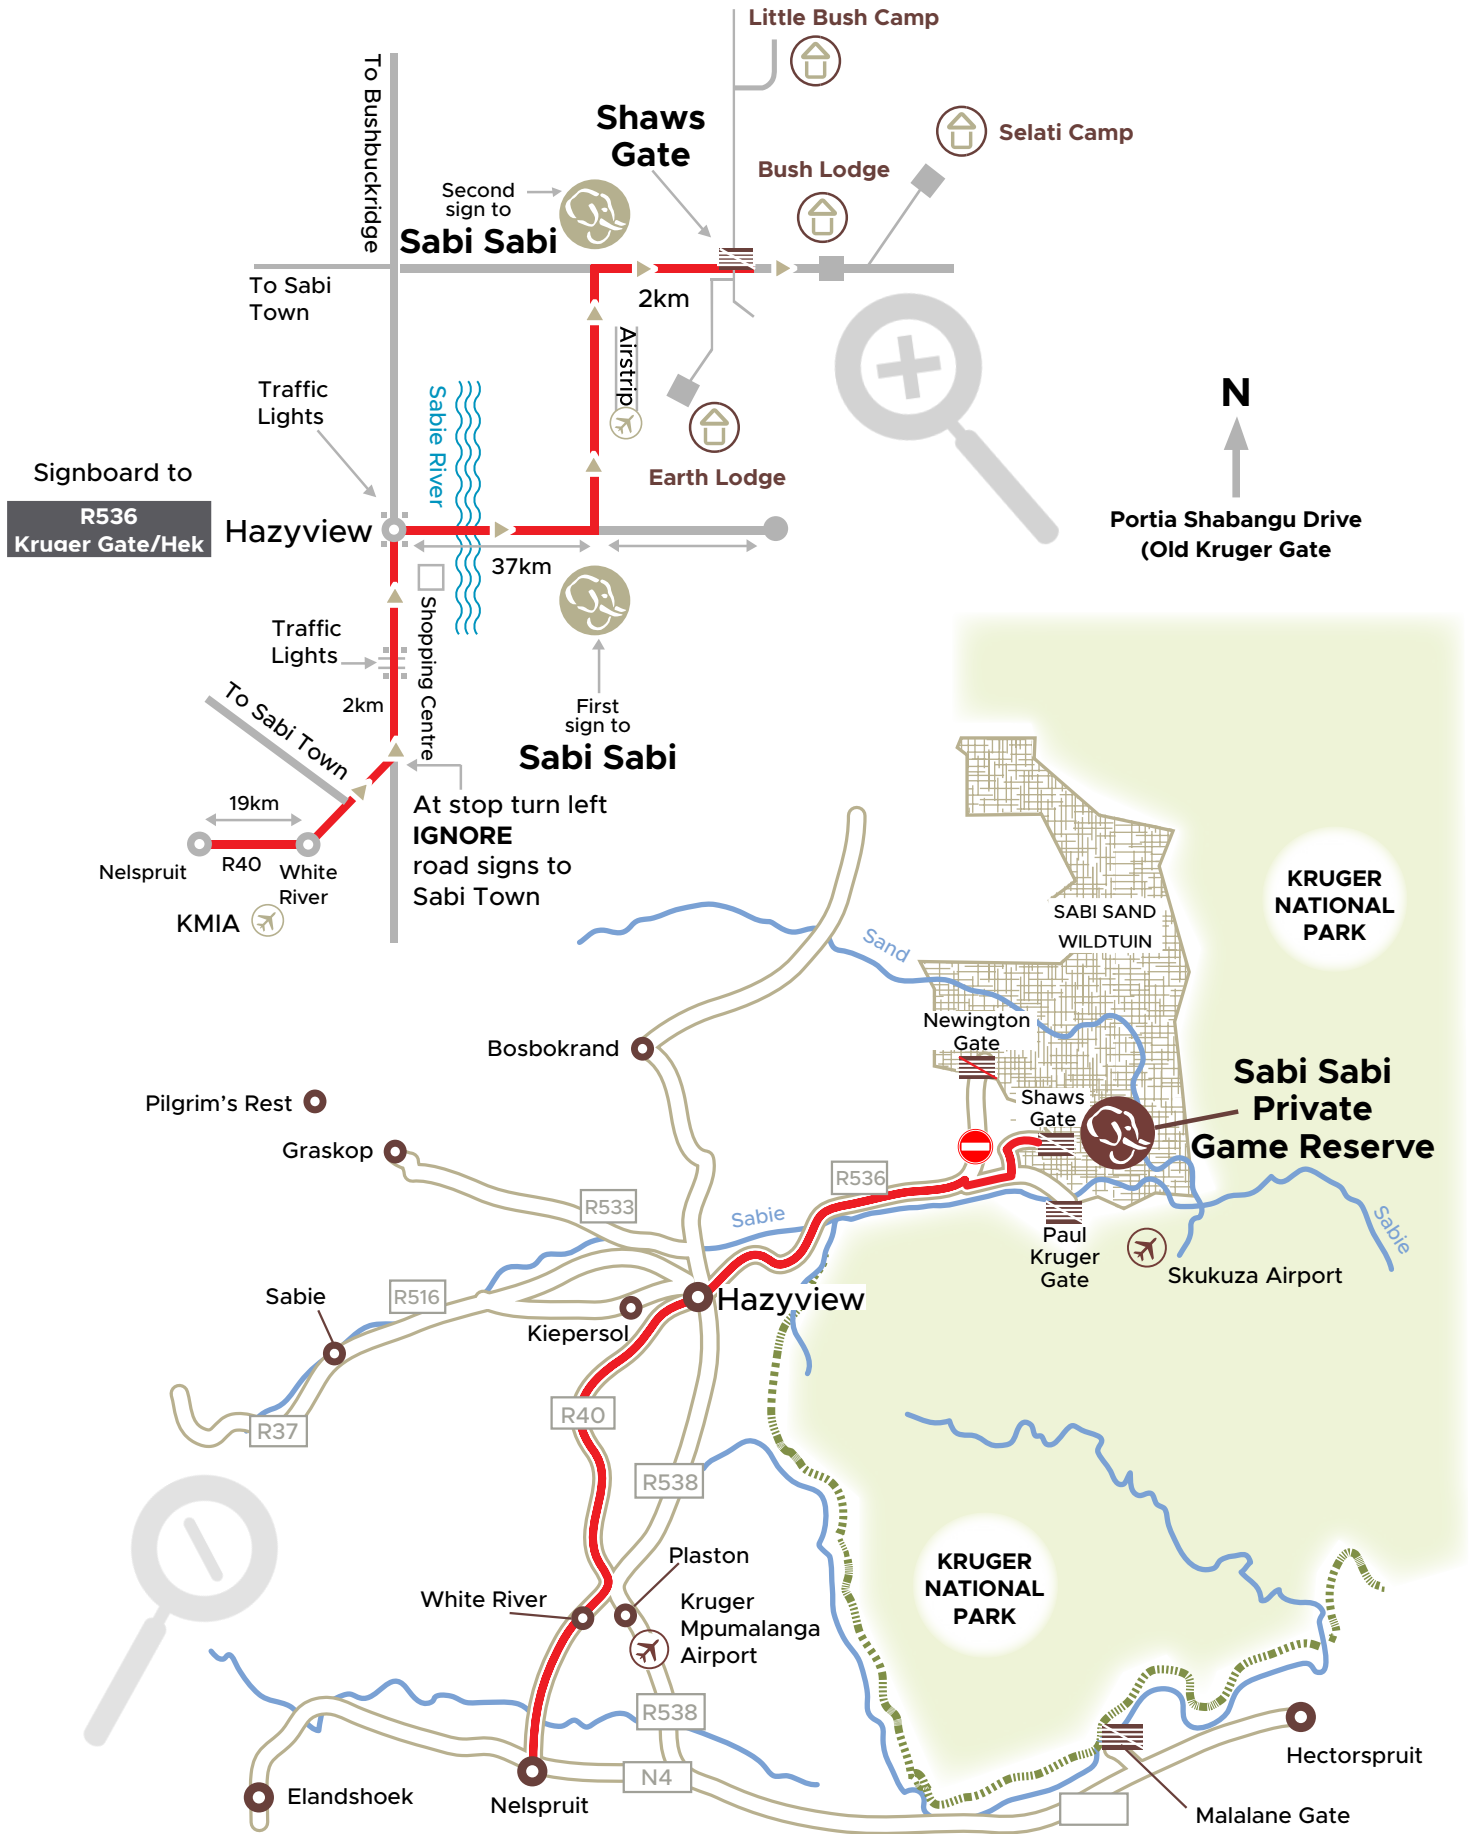 Little Bush Camp
To Bushbuckridge
Shaws
Gate
Selati Camp
Bush Lodge
Second
sign to
Sabi Sabi
To Sabi
Town
2km
Airstrip
Traffic
Lights
Sabie River
N
Earth Lodge
Signboard to
R536
Kruger Gate/Hek
Hazyview
Portia Shabangu Drive
(Old Kruger Gate
37km
Shopping Centre
Traffic
Lights
To Sabi Town
2km
First
sign to
Sabi Sabi
At stop turn left
IGNORE
road signs to
Sabi Town
19km
Nelspruit
R40
White
River
KMIA
KRUGER
NATIONAL
PARK
SABI SAND
WILDTUIN
Sand
Newington
Gate
Bosbokrand
Sabi Sabi
Private
Game Reserve
Pilgrim’s Rest
Shaws
Gate
Graskop
R536
R533
Sabie
Sabie
Paul
Kruger
Gate
Skukuza Airport
R516
Sabie
Hazyview
Kiepersol
R40
R37
R538
Plaston
KRUGER
NATIONAL
PARK
White River
Kruger
Mpumalanga
Airport
R538
Hectorspruit
N4
Elandshoek
Nelspruit
Malalane Gate